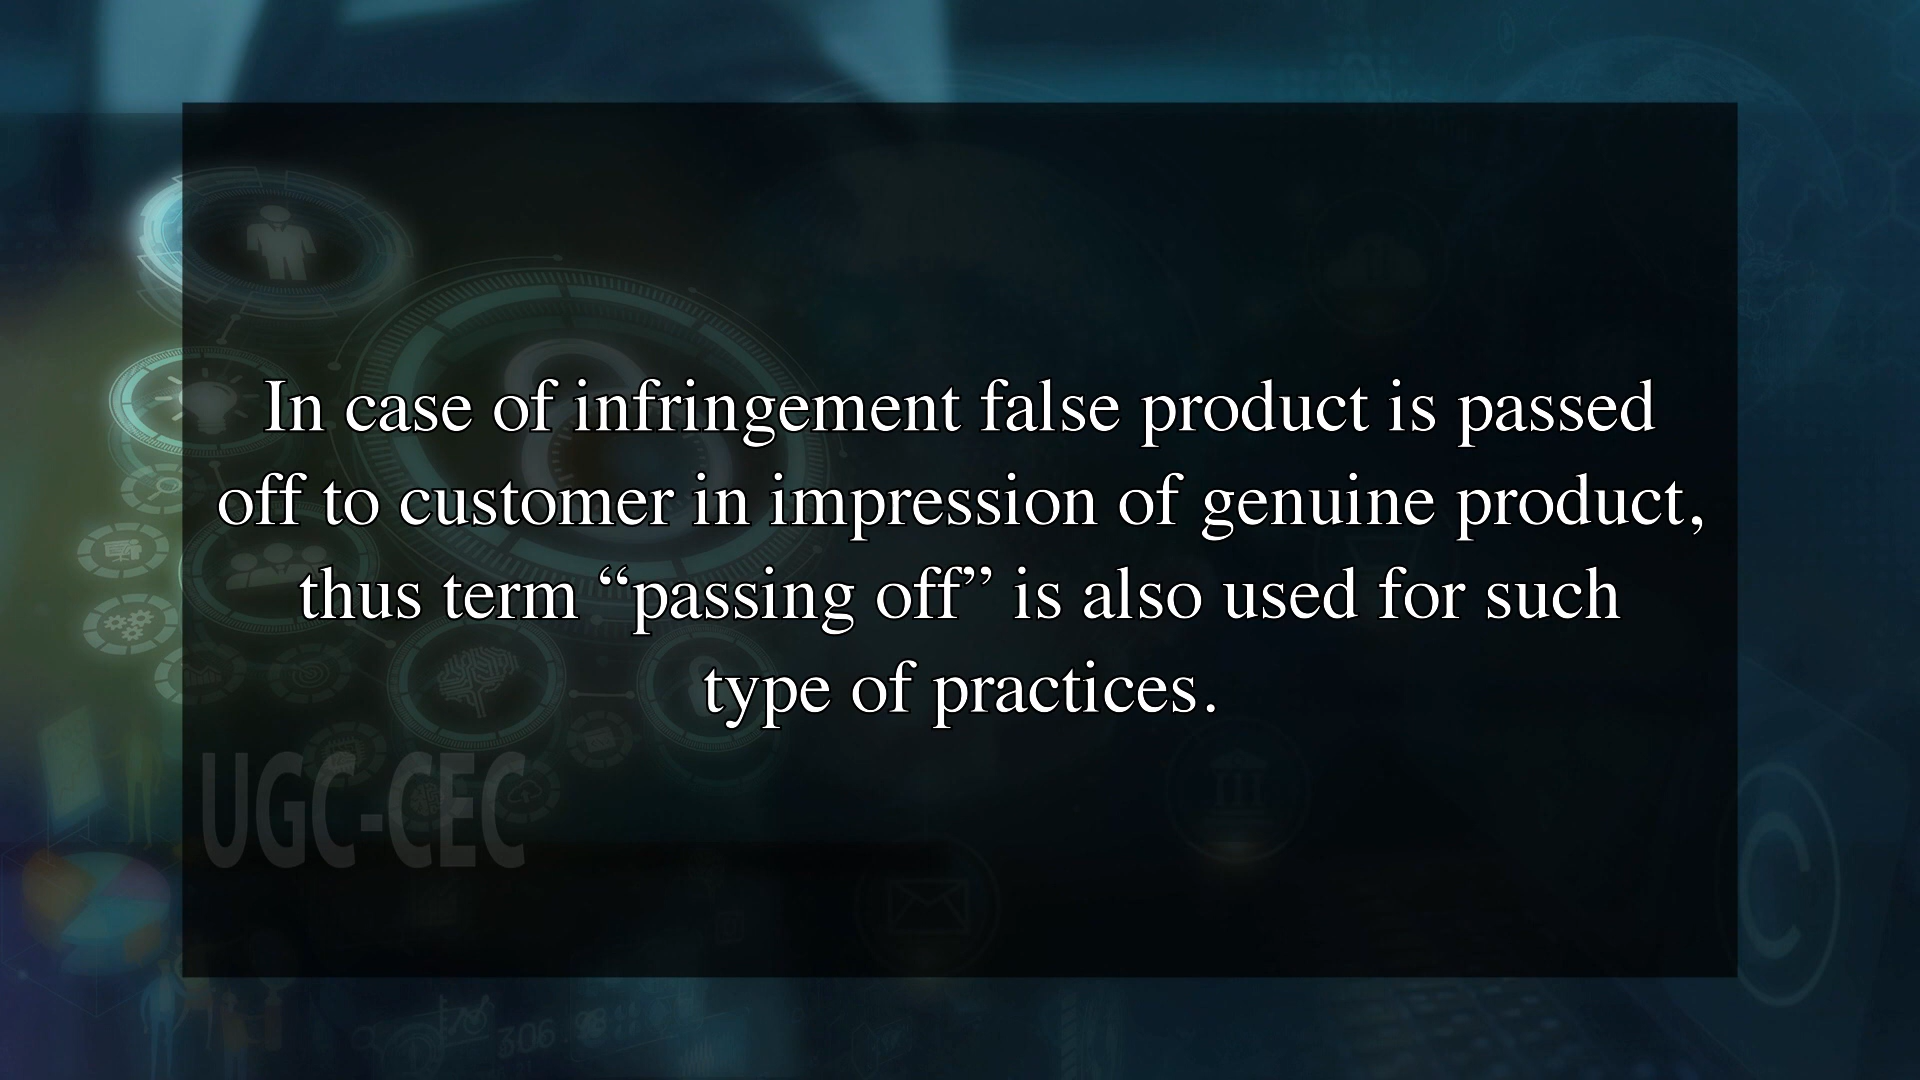 In case of infringement false product is passed
off to customer in impression of genuine product,
thus term “passing off” is also used for such
type of practices.
UGC-CEC